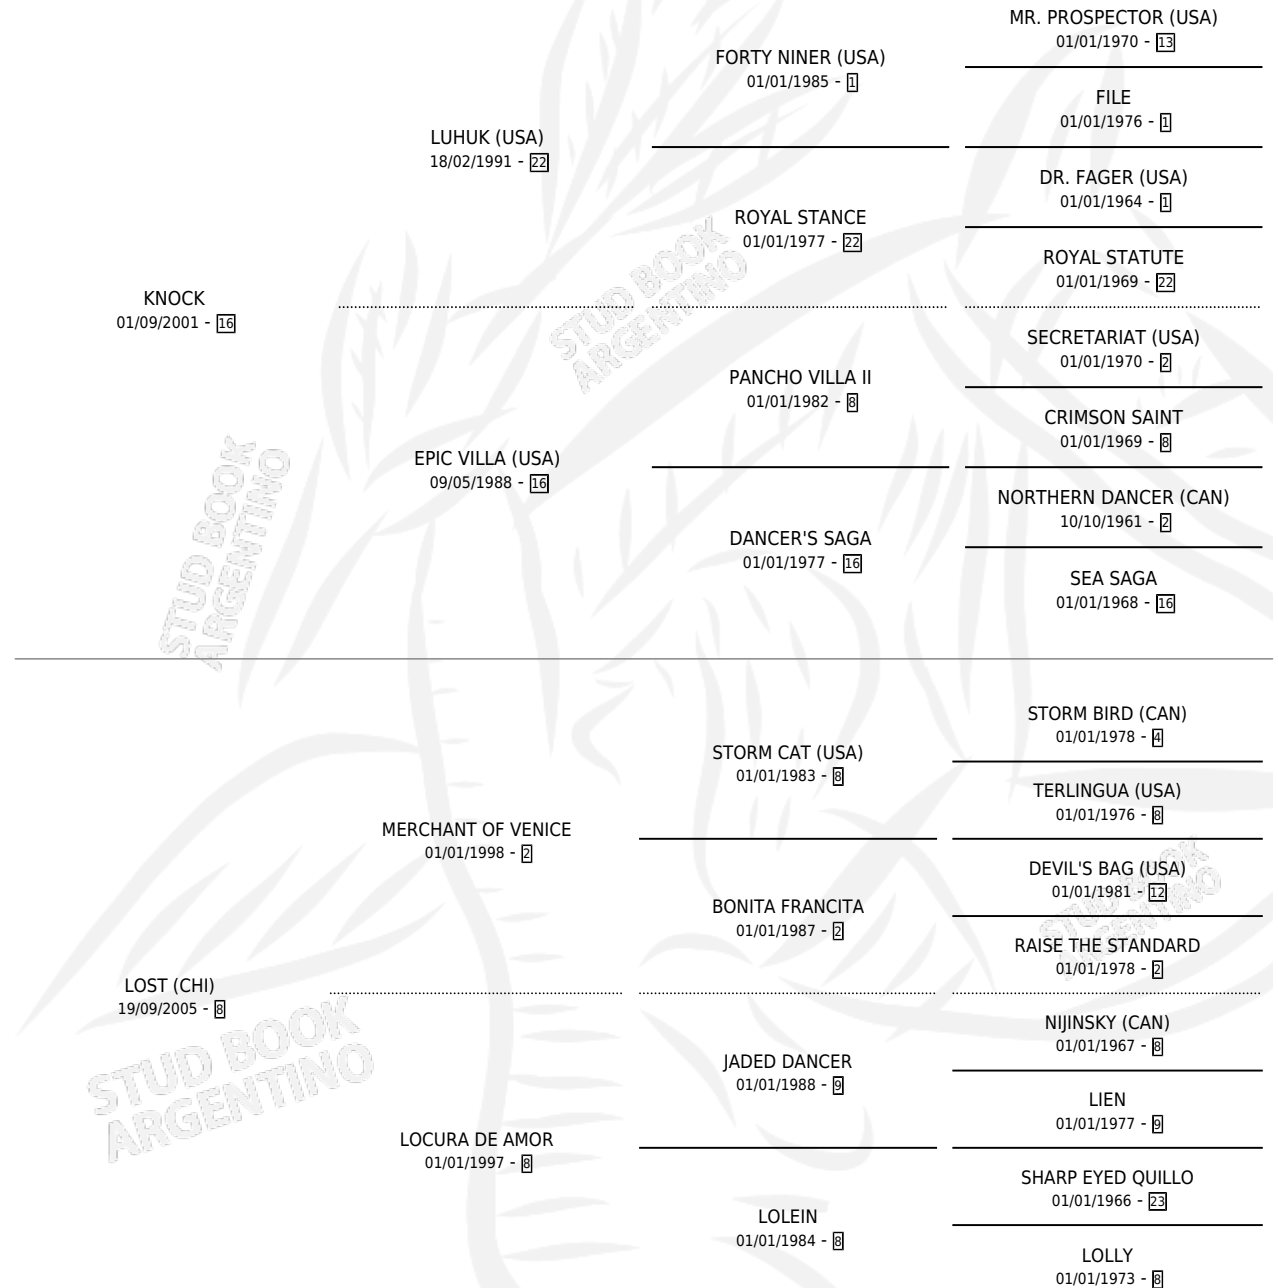 MR. PROSPECTOR (USA)
01/01/1970 - 13
FORTY NINER (USA)
01/01/1985 - 1
FILE
01/01/1976 - 1
LUHUK (USA)
18/02/1991 - 22
DR. FAGER (USA)
01/01/1964 - 1
ROYAL STANCE
01/01/1977 - 22
ROYAL STATUTE
01/01/1969 - 22
KNOCK
01/09/2001 - 16
SECRETARIAT (USA)
01/01/1970 - 2
PANCHO VILLA II
01/01/1982 - 8
CRIMSON SAINT
01/01/1969 - 8
EPIC VILLA (USA)
09/05/1988 - 16
NORTHERN DANCER (CAN)
10/10/1961 - 2
DANCER'S SAGA
01/01/1977 - 16
SEA SAGA
01/01/1968 - 16
STORM BIRD (CAN)
01/01/1978 - 4
STORM CAT (USA)
01/01/1983 - 8
TERLINGUA (USA)
01/01/1976 - 8
MERCHANT OF VENICE
01/01/1998 - 2
DEVIL'S BAG (USA)
01/01/1981 - 12
BONITA FRANCITA
01/01/1987 - 2
RAISE THE STANDARD
01/01/1978 - 2
LOST (CHI)
19/09/2005 - 8
NIJINSKY (CAN)
01/01/1967 - 8
JADED DANCER
01/01/1988 - 9
LIEN
01/01/1977 - 9
LOCURA DE AMOR
01/01/1997 - 8
SHARP EYED QUILLO
01/01/1966 - 23
LOLEIN
01/01/1984 - 8
LOLLY
01/01/1973 - 8
STUD BOOK
ARGENTINO
STUD BOOK
ARGENTINO
STUD BOOK
ARGENTINO
STUD BOOK
ARGENTINO